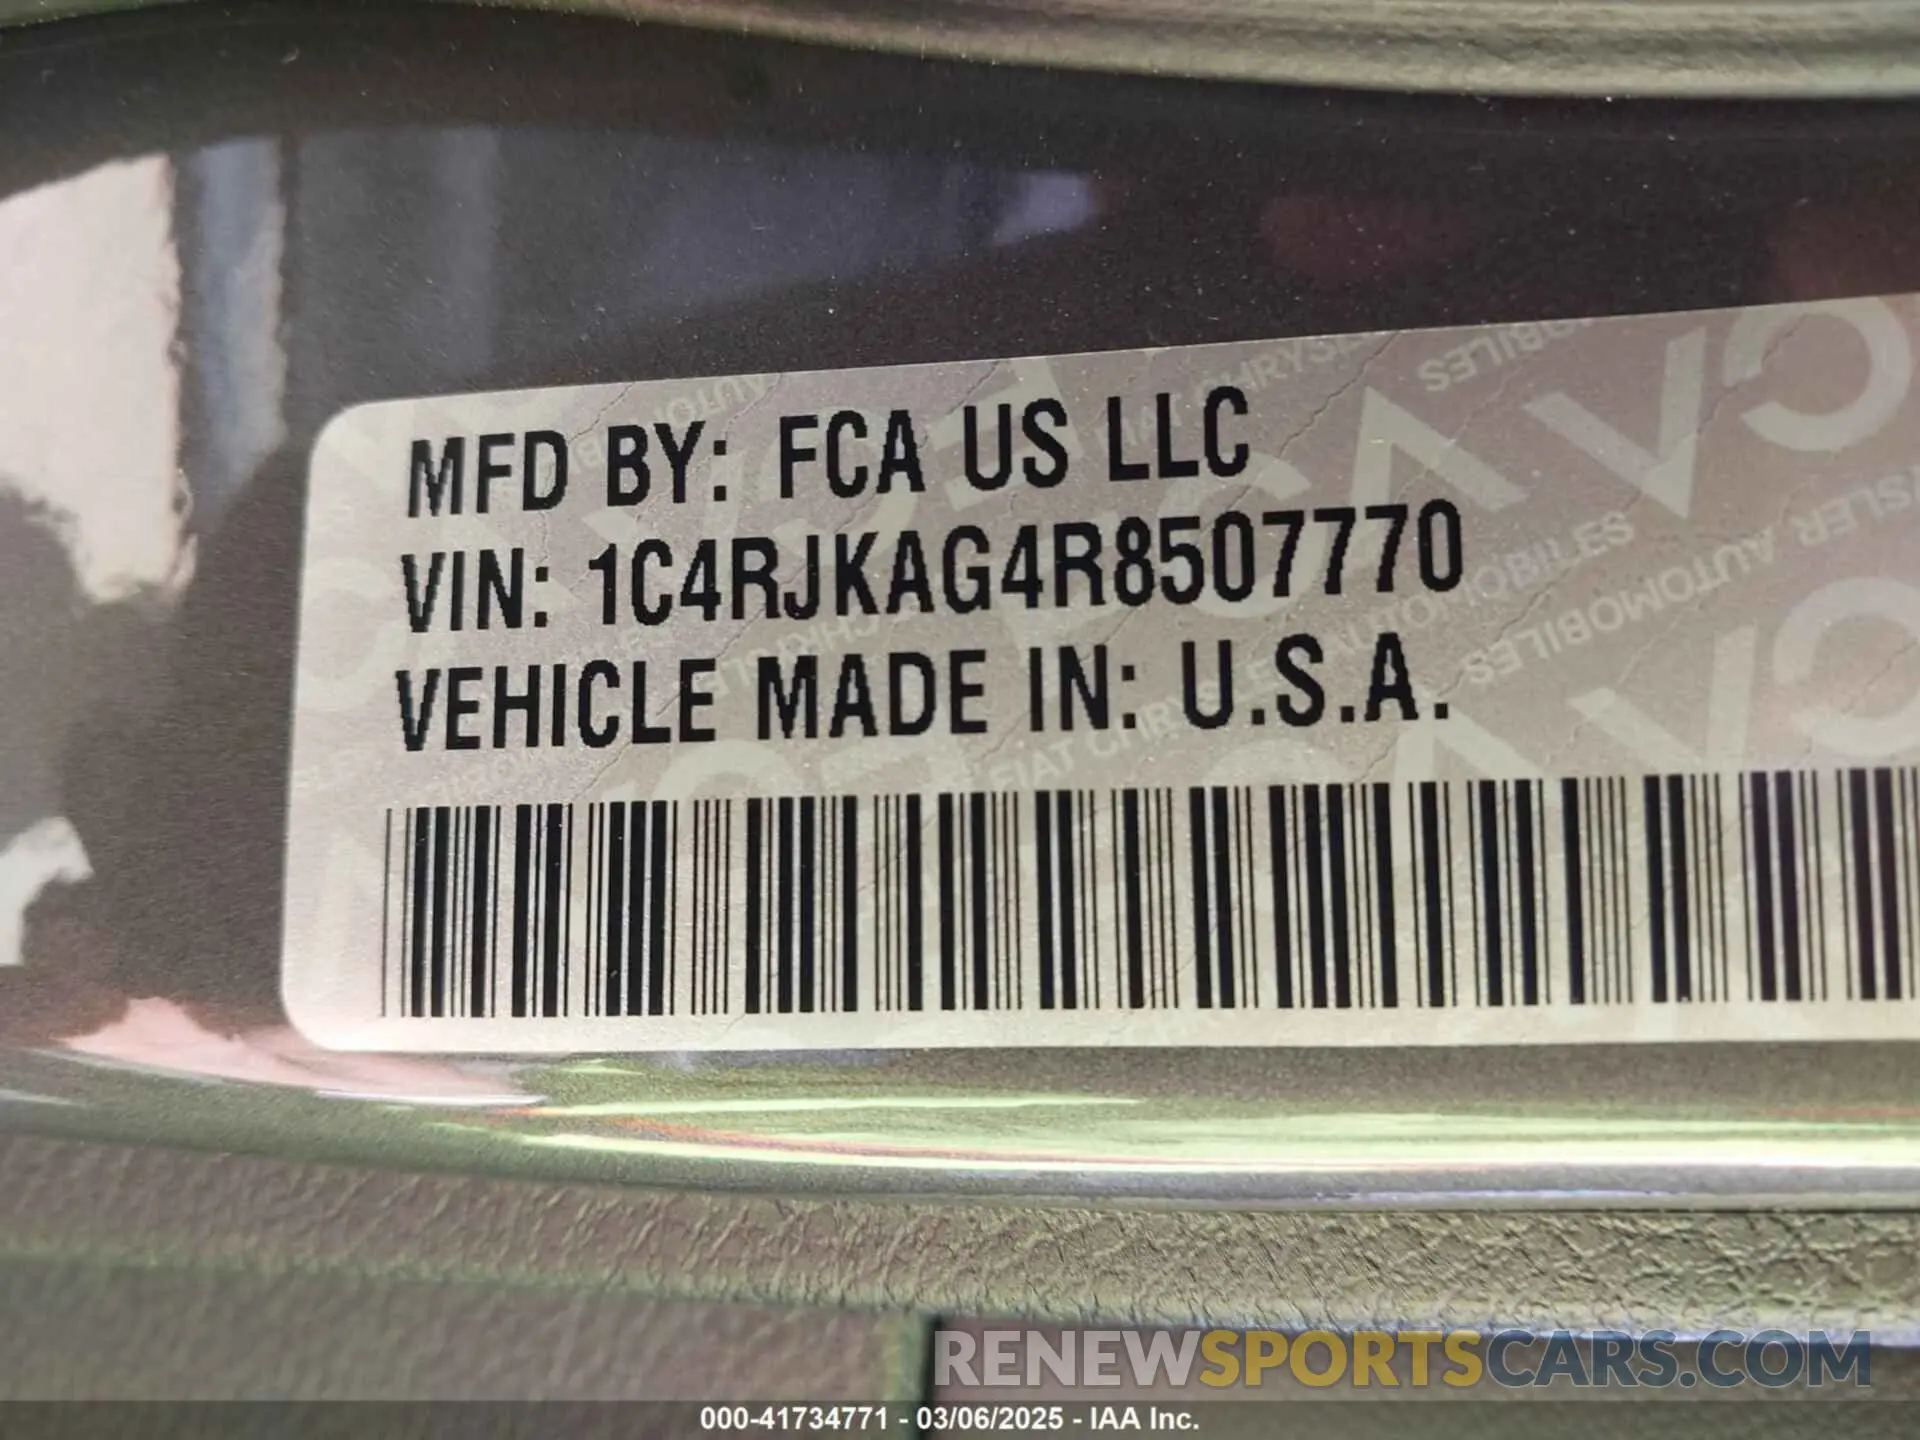 MFD BY: FCA US LLC
VIN: 1C4RJKAG4R8507770
VEHICLE MADE IN: U.S.A.
RENEWSPORTSCARS.COM
000-41734771 - 03/06/2025 - IAA Inc.